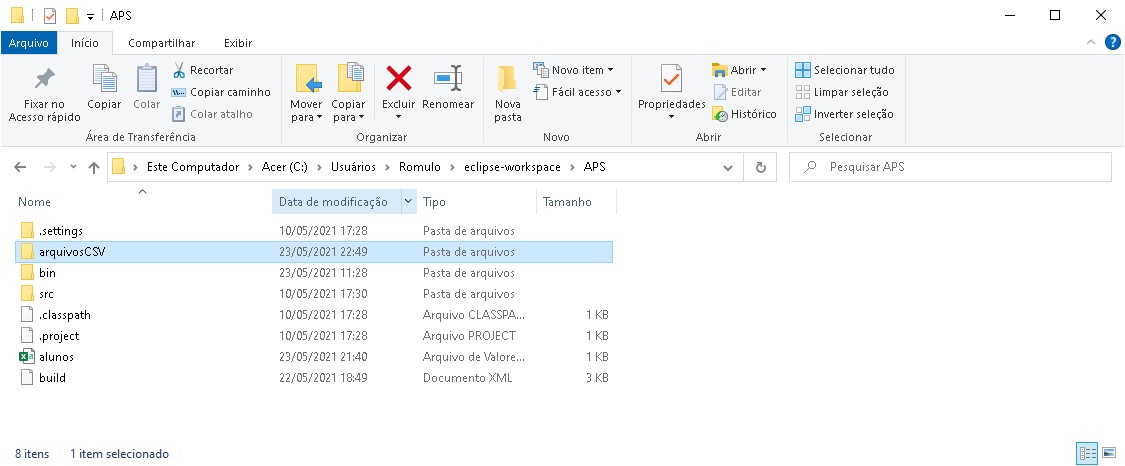 APS
Arquivo Início Compartilhar Exibir
Fixar no Acesso rápido
Copiar
Colar
Recortar
Copiar caminho
Colar atalho
Área de Transferência
Mover para
Copiar para
Excluir
Renomear
Organizar
Nova pasta
Novo item
Fácil acesso
Novo
Propriedades
Abrir
Editar
Histórico
Abrir
Selecionar tudo
Limpar seleção
Inverter seleção
Selecionar
Este Computador > Acer (C:) > Usuários > Romulo > eclipse-workspace > APS
Pesquisar APS
Nome Data de modificação Tipo Tamanho
.settings 10/05/2021 17:28 Pasta de arquivos
arquivosCSV 23/05/2021 22:49 Pasta de arquivos
bin 23/05/2021 11:28 Pasta de arquivos
src 10/05/2021 17:30 Pasta de arquivos
.classpath 10/05/2021 17:28 Arquivo CLASSPA... 1 KB
.project 10/05/2021 17:28 Arquivo PROJECT 1 KB
alunos 23/05/2021 21:40 Arquivo de Valore... 1 KB
build 22/05/2021 18:49 Documento XML 3 KB
8 itens 1 item selecionado